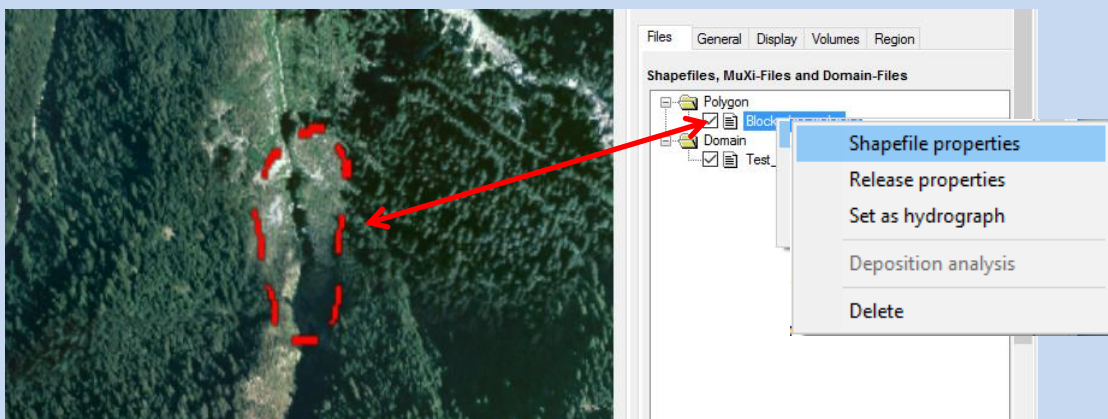 Files General Display Volumes Region
Shapefiles, MuXi-Files and Domain-Files
Polygon
Domain
Shapefile properties
Release properties
Set as hydrograph
Deposition analysis
Delete